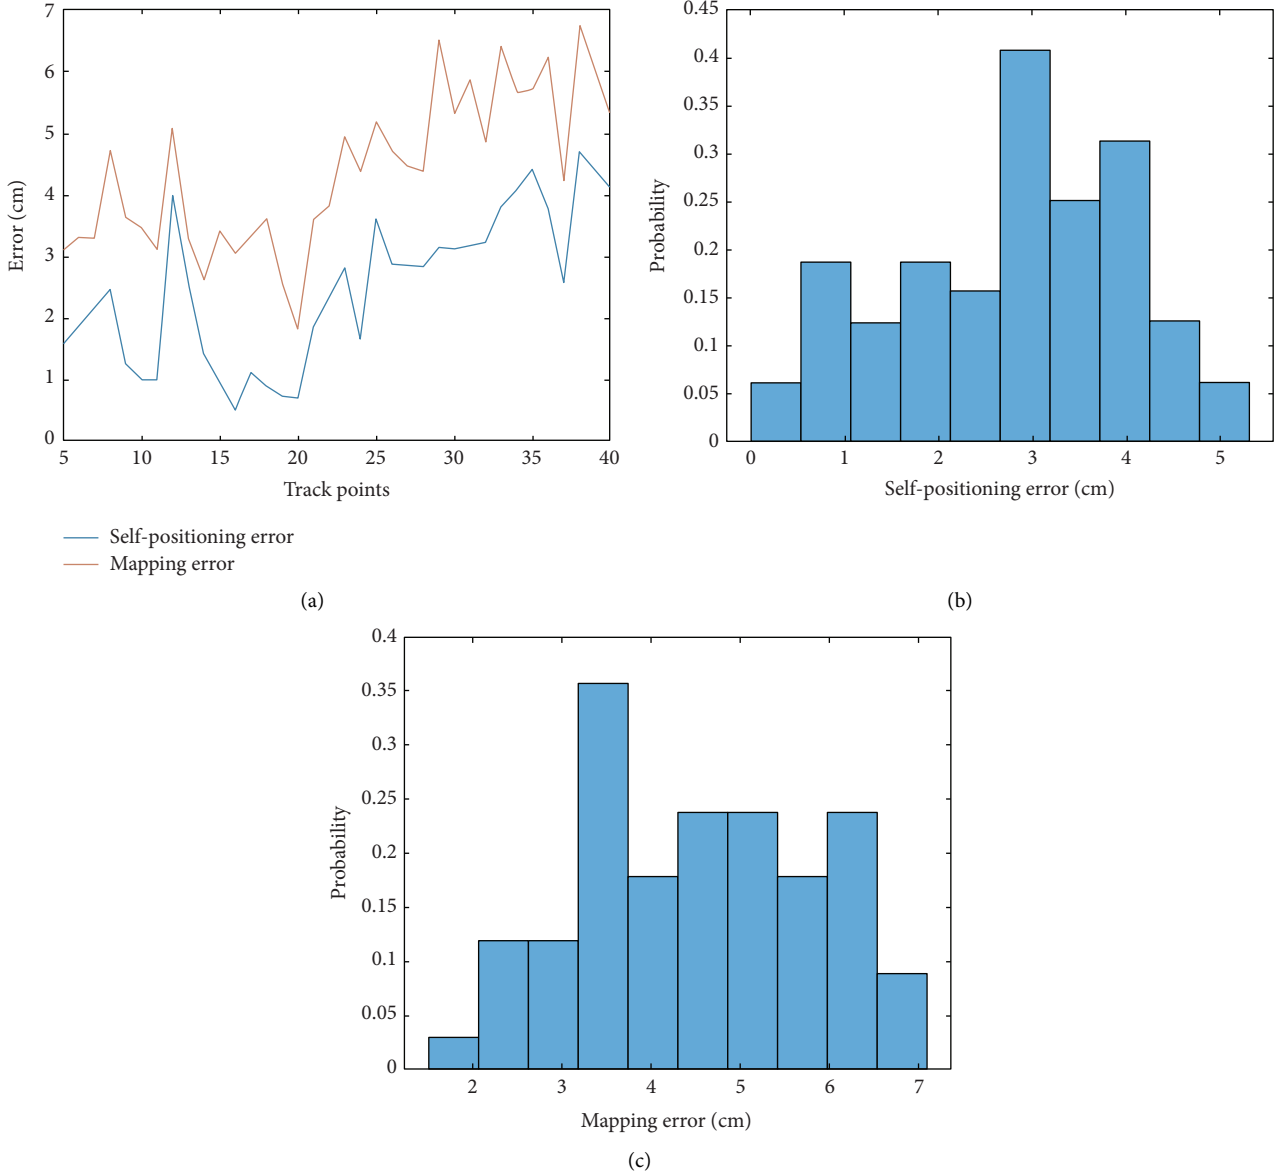 7
6
5
4
3
2
1
0
Error (cm)
5 10 15 20 25 30 35 40
Track points
Self-positioning error
Mapping error
(a)
0.45
0.4
0.35
0.3
0.25
0.2
0.15
0.1
0.05
0
Probability
0 1 2 3 4 5
Self-positioning error (cm)
(b)
0.4
0.35
0.3
0.25
0.2
0.15
0.1
0.05
0
Probability
2 3 4 5 6 7
Mapping error (cm)
(c)